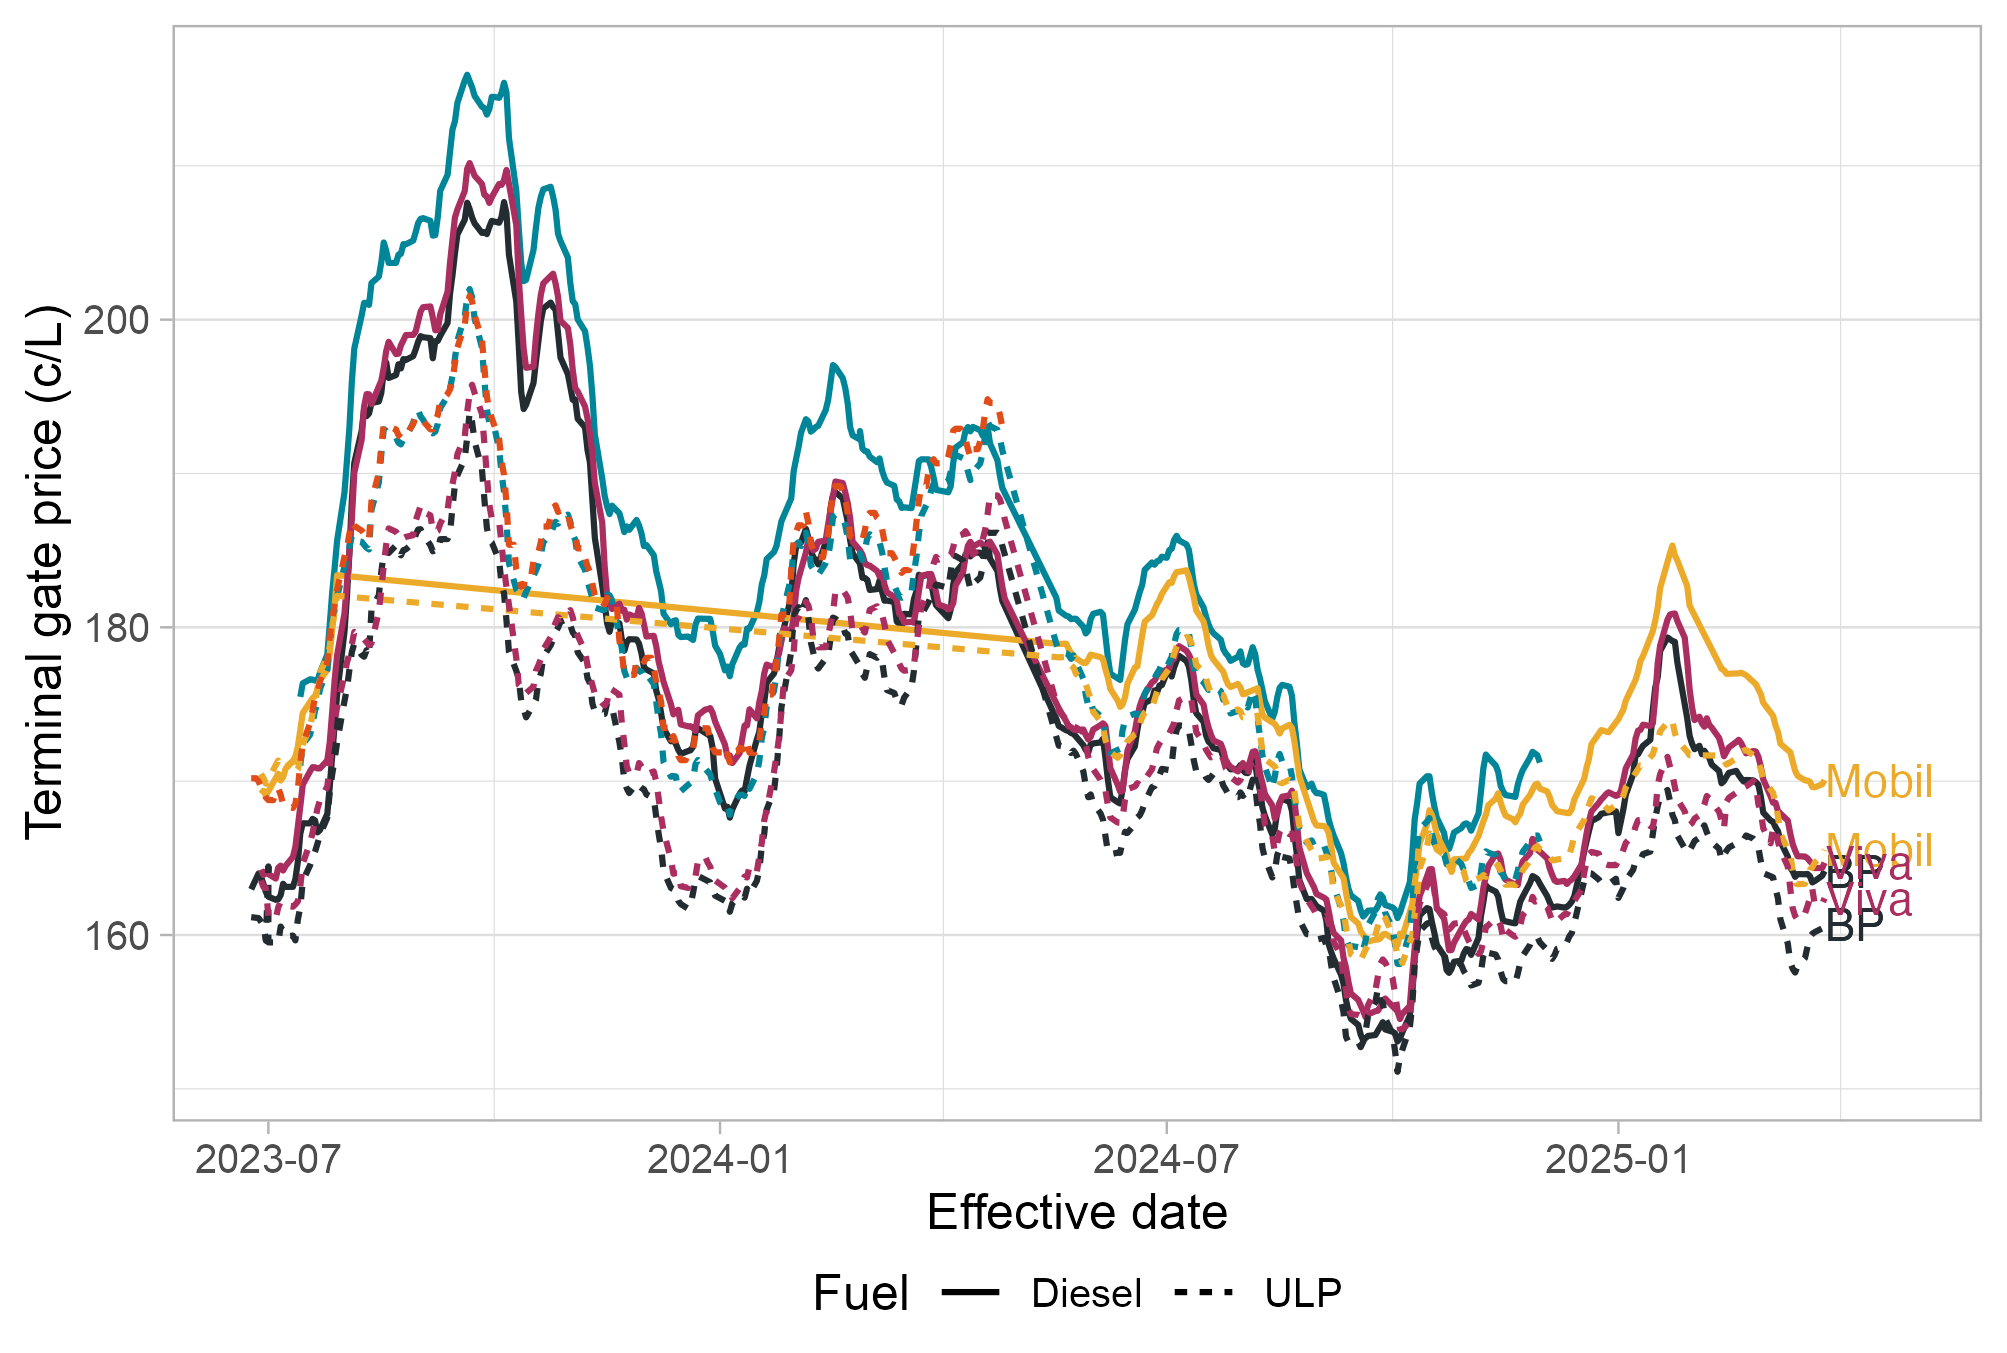 Terminal gate price (c/L)
200
180
160
Mobil
Mobil
Viva
BP
Viva
BP
2023-07
2024-01
2024-07
2025-01
Effective date
Fuel
Diesel
ULP